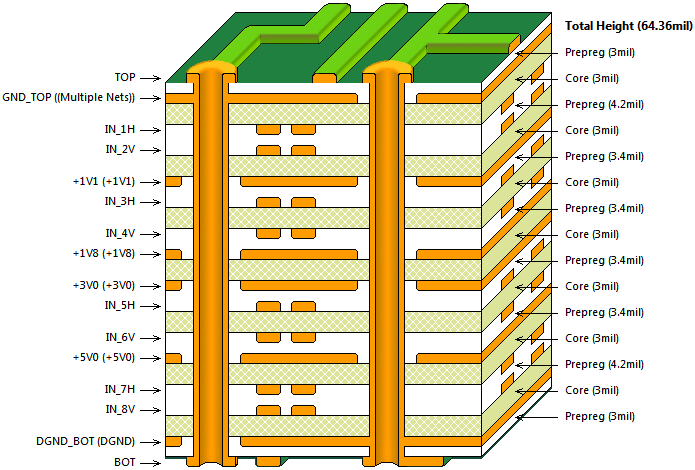 Total Height (64.36mil)
TOP
GND_TOP ((Multiple Nets))
IN_1H
IN_2V
+1V1 (+1V1)
IN_3H
IN_4V
+1V8 (+1V8)
+3V0 (+3V0)
IN_5H
IN_6V
+5V0 (+5V0)
IN_7H
IN_8V
DGND_BOT (DGND)
BOT
Prepreg (3mil)
Core (3mil)
Prepreg (4.2mil)
Core (3mil)
Prepreg (3.4mil)
Core (3mil)
Prepreg (3.4mil)
Core (3mil)
Prepreg (3.4mil)
Core (3mil)
Prepreg (3.4mil)
Core (3mil)
Prepreg (4.2mil)
Core (3mil)
Prepreg (3mil)